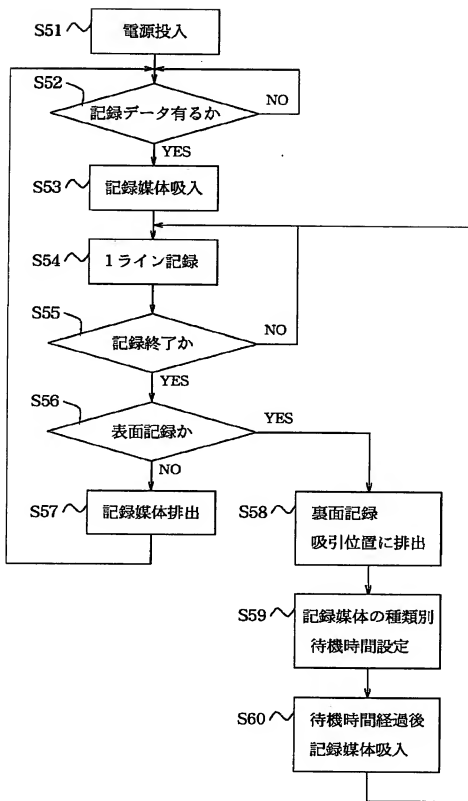 S51
電源投入
S52
記録データ有るか
NO
YES
S53
記録媒体吸入
S54
1ライン記録
S55
記録終了か
NO
YES
S56
表面記録か
YES
NO
S57
記録媒体排出
S58
裏面記録
吸引位置に排出
S59
記録媒体の種類別
待機時間設定
S60
待機時間経過後
記録媒体吸入